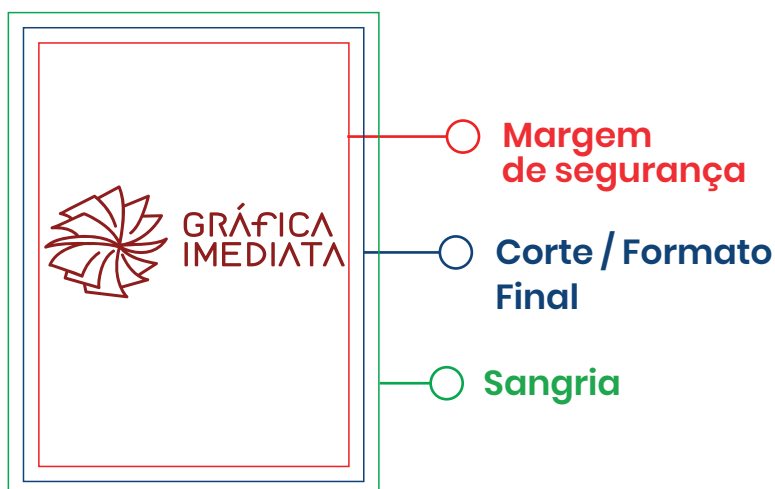 GRÁFICA
IMEDIATA
Margem
de segurança
Corte / Formato
Final
Sangria